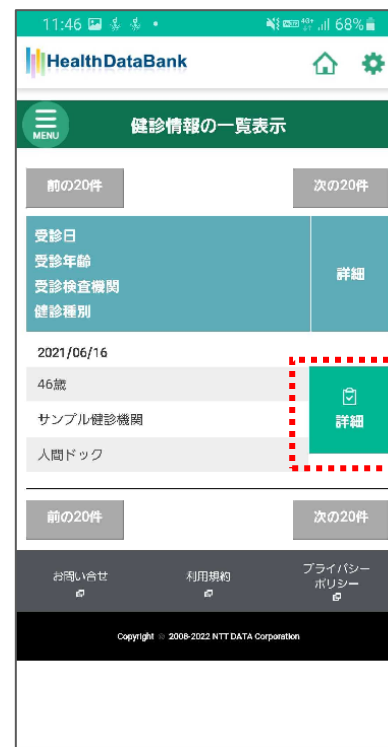 11:46
68%
HealthDataBank
MENU
健診情報の一覧表示
前の20件 次の20件
受診日
受診年齢
受診検査機関
健診種別
詳細
2021/06/16
46歳
サンプル健診機関
人間ドック
詳細
前の20件 次の20件
お問い合せ 利用規約 プライバシー
ポリシー
Copyright © 2008-2022 NTT DATA Corporation